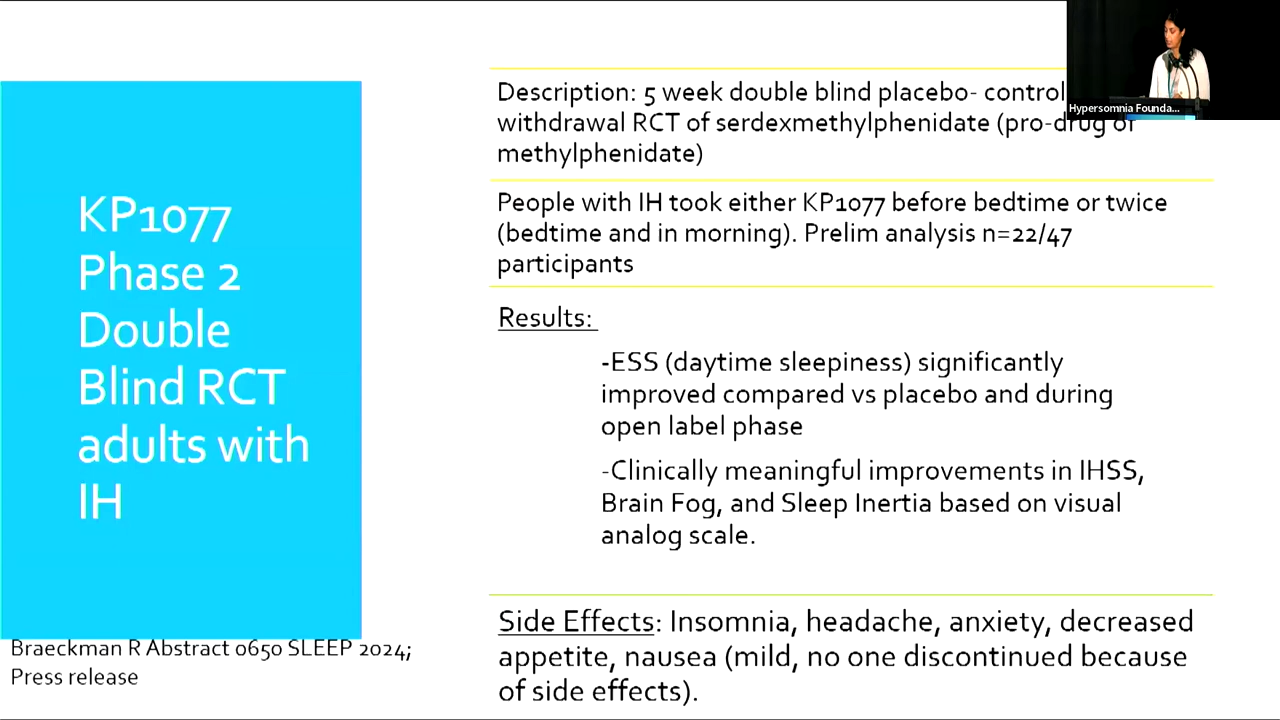 KP1077
Phase 2
Double
Blind RCT
adults with
IH
Braeckman R Abstract 0650 SLEEP 2024;
Press release
Description: 5 week double blind placebo- control
withdrawal RCT of serdexmethylphenidate (pro-drug of
methylphenidate)
People with IH took either KP1077 before bedtime or twice
(bedtime and in morning). Prelim analysis n=22/47
participants
Results:
-ESS (daytime sleepiness) significantly
improved compared vs placebo and during
open label phase
-Clinically meaningful improvements in IHSS,
Brain Fog, and Sleep Inertia based on visual
analog scale.
Side Effects: Insomnia, headache, anxiety, decreased
appetite, nausea (mild, no one discontinued because
of side effects).
Hypersomnia Founda...